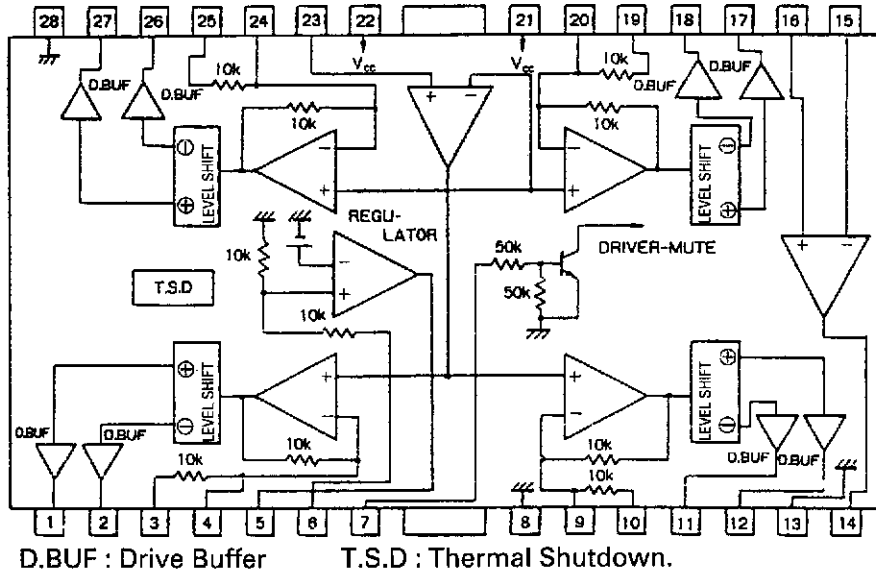 28 27 26 25 24 23 22 21 20 19 18 17 16 15
10k
Vcc
Vcc
10k
D.BUF
D.BUF
D.BUF
D.BUF
10k
10k
LEVEL SHIFT
LEVEL SHIFT
REGU-
LATOR
10k
50k
DRIVER-MUTE
T.S.D
50k
10k
LEVEL SHIFT
LEVEL SHIFT
D.BUF
D.BUF
10k
10k
10k
10k
D.BUF
D.BUF
1 2 3 4 5 6 7 8 9 10 11 12 13 14
D.BUF : Drive Buffer T.S.D : Thermal Shutdown.